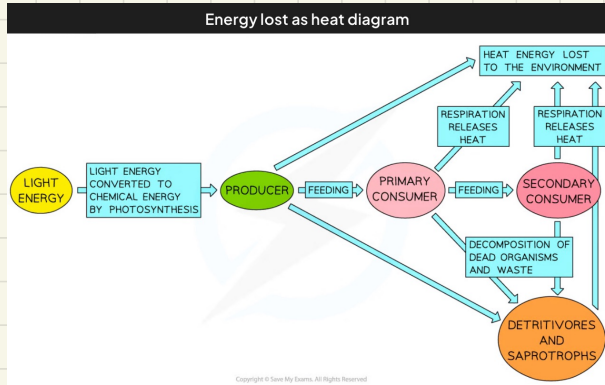 Energy lost as heat diagram
HEAT ENERGY LOST
TO THE ENVIRONMENT
RESPIRATION
RELEASES
HEAT
RESPIRATION
RELEASES
HEAT
LIGHT
ENERGY
LIGHT ENERGY
CONVERTED TO
CHEMICAL ENERGY
BY PHOTOSYNTHESIS
PRODUCER
FEEDING
PRIMARY
CONSUMER
FEEDING
SECONDARY
CONSUMER
DECOMPOSITION OF
DEAD ORGANISMS
AND WASTE
DETRITIVORES
AND
SAPROTROPHS
Copyright © Save My Exams. All Rights Reserved